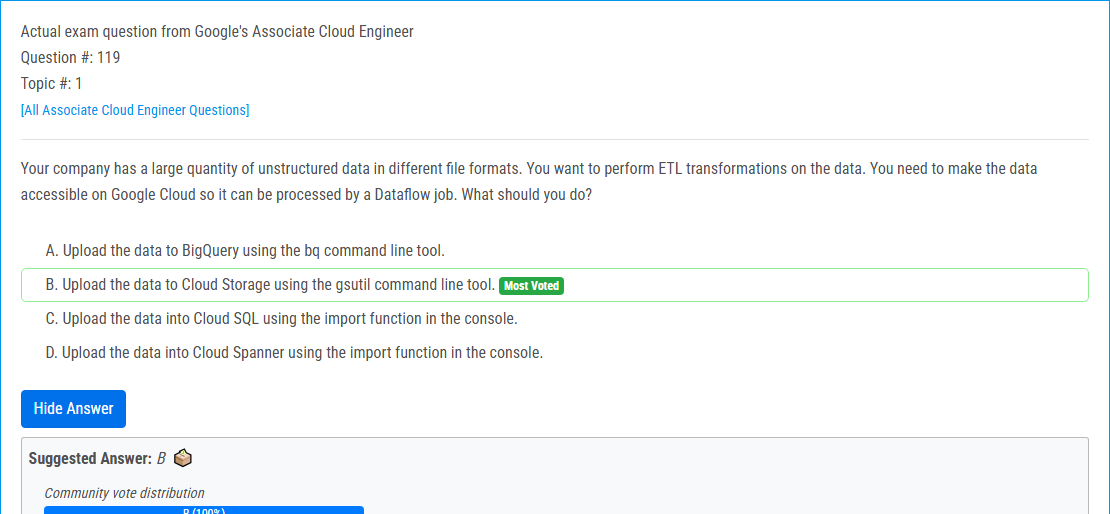 Actual exam question from Google's Associate Cloud Engineer
Question #: 119
Topic #: 1
[All Associate Cloud Engineer Questions]
Your company has a large quantity of unstructured data in different file formats. You want to perform ETL transformations on the data. You need to make the data
accessible on Google Cloud so it can be processed by a Dataflow job. What should you do?
A. Upload the data to BigQuery using the bq command line tool.
B. Upload the data to Cloud Storage using the gsutil command line tool. Most Voted
C. Upload the data into Cloud SQL using the import function in the console.
D. Upload the data into Cloud Spanner using the import function in the console.
Hide Answer
Suggested Answer: B
Community vote distribution
B (100%)